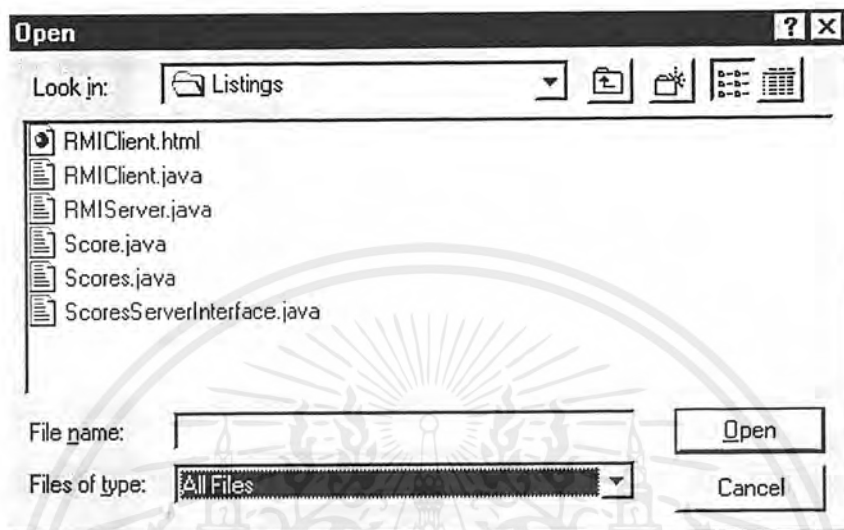 Open
Look in: Listings
RMIClient.html
RMIClient.java
RMIServer.java
Score.java
Scores.java
ScoresServerInterface.java
File name: Open
Files of type: All Files Cancel